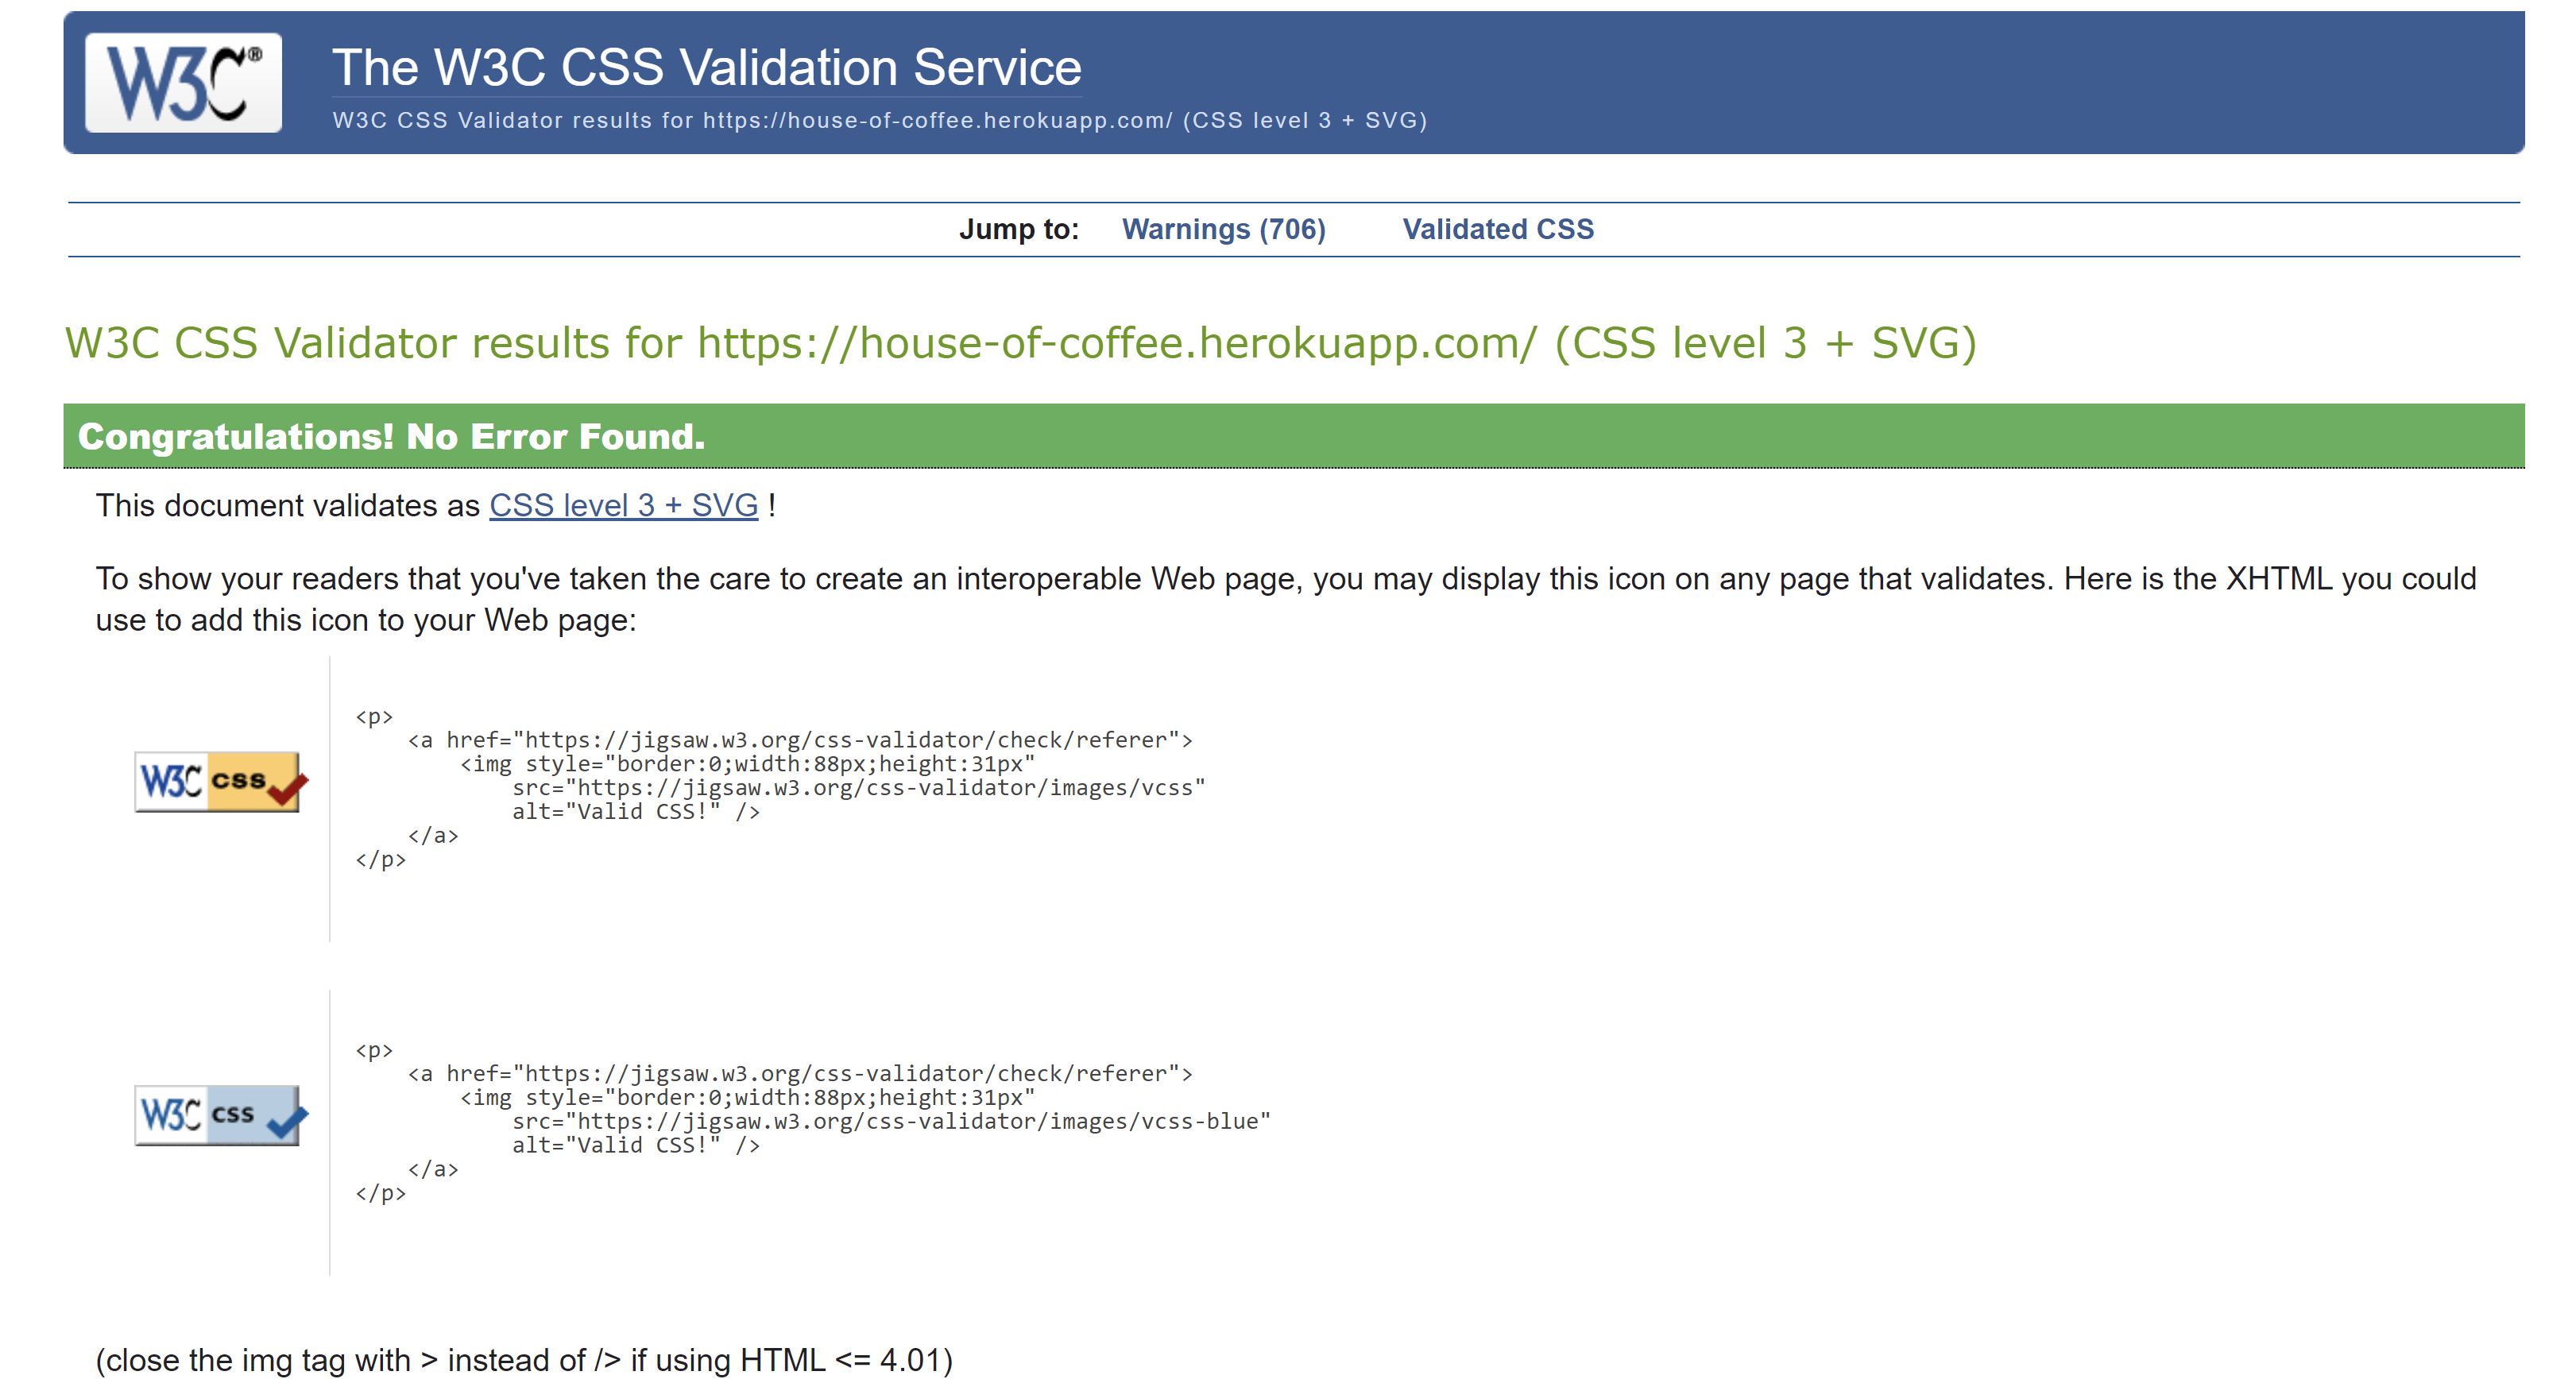 W3C®
The W3C CSS Validation Service
W3C CSS Validator results for https://house-of-coffee.herokuapp.com/ (CSS level 3 + SVG)
Jump to: Warnings (706) Validated CSS
W3C CSS Validator results for https://house-of-coffee.herokuapp.com/ (CSS level 3 + SVG)
Congratulations! No Error Found.
This document validates as CSS level 3 + SVG !
To show your readers that you've taken the care to create an interoperable Web page, you may display this icon on any page that validates. Here is the XHTML you could
use to add this icon to your Web page:
W3C css
<p>
    <a href="https://jigsaw.w3.org/css-validator/check/referer">
        <img style="border:0;width:88px;height:31px"
            src="https://jigsaw.w3.org/css-validator/images/vcss"
            alt="Valid CSS!" />
    </a>
</p>
W3C css
<p>
    <a href="https://jigsaw.w3.org/css-validator/check/referer">
        <img style="border:0;width:88px;height:31px"
            src="https://jigsaw.w3.org/css-validator/images/vcss-blue"
            alt="Valid CSS!" />
    </a>
</p>
(close the img tag with > instead of /> if using HTML <= 4.01)